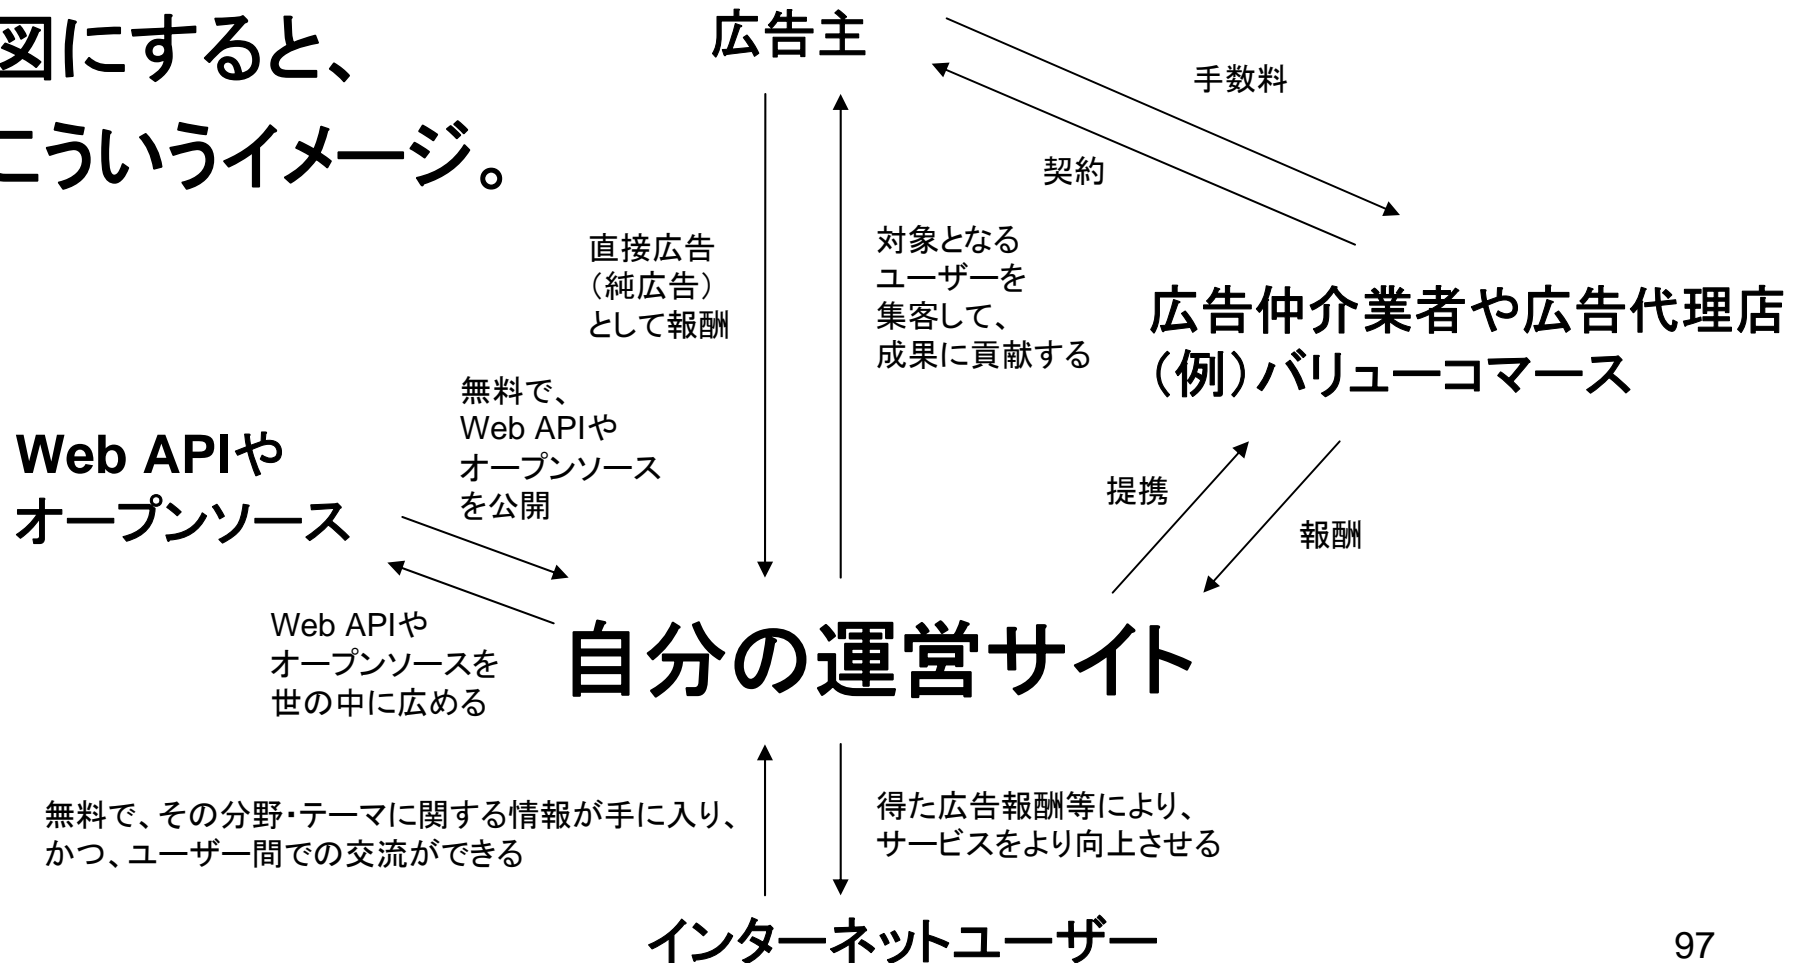 図にすると、
こういうイメージ。
広告主
手数料
契約
直接広告
（純広告）
として報酬
対象となる
ユーザーを
集客して、
成果に貢献する
広告仲介業者や広告代理店
（例）バリューコマース
無料で、
Web APIや
オープンソース
を公開
Web APIや
オープンソース
提携
報酬
Web APIや
オープンソースを
世の中に広める
自分の運営サイト
無料で、その分野・テーマに関する情報が手に入り、
かつ、ユーザー間での交流ができる
得た広告報酬等により、
サービスをより向上させる
インターネットユーザー
97